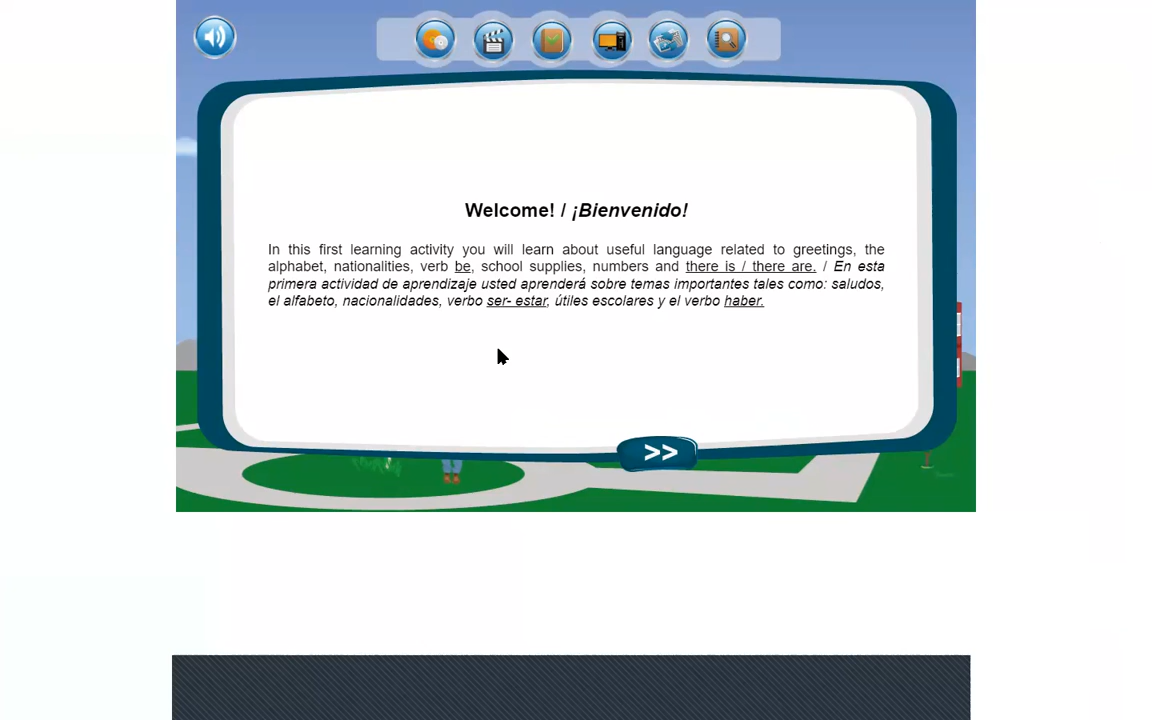 Welcome! / ¡Bienvenido!
In this first learning activity you will learn about useful language related to greetings, the
alphabet, nationalities, verb be, school supplies, numbers and there is / there are. / En esta
primera actividad de aprendizaje usted aprenderá sobre temas importantes tales como: saludos,
el alfabeto, nacionalidades, verbo ser- estar, útiles escolares y el verbo haber.
>>